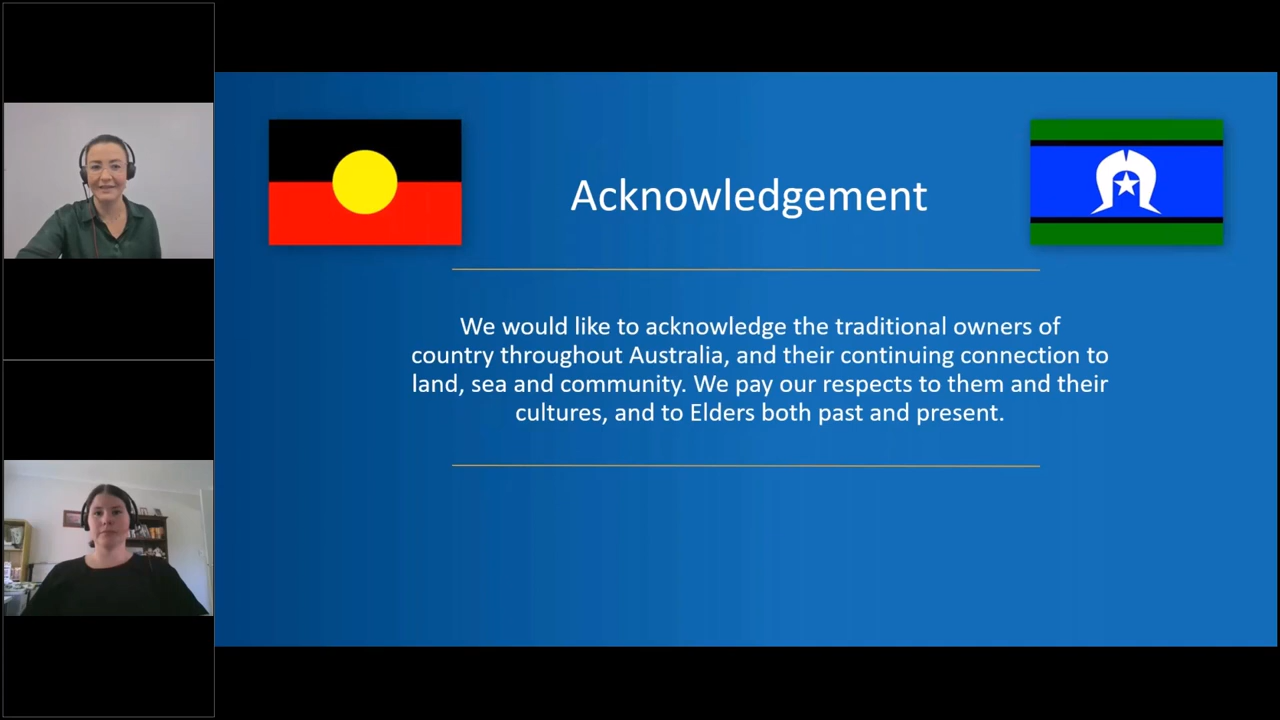 Acknowledgement
We would like to acknowledge the traditional owners of
country throughout Australia, and their continuing connection to
land, sea and community. We pay our respects to them and their
cultures, and to Elders both past and present.